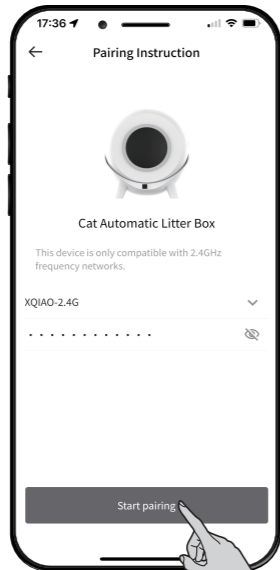 17:36
Pairing Instruction
Cat Automatic Litter Box
This device is only compatible with 2.4GHz
frequency networks.
XQIAO-2.4G
Start pairing